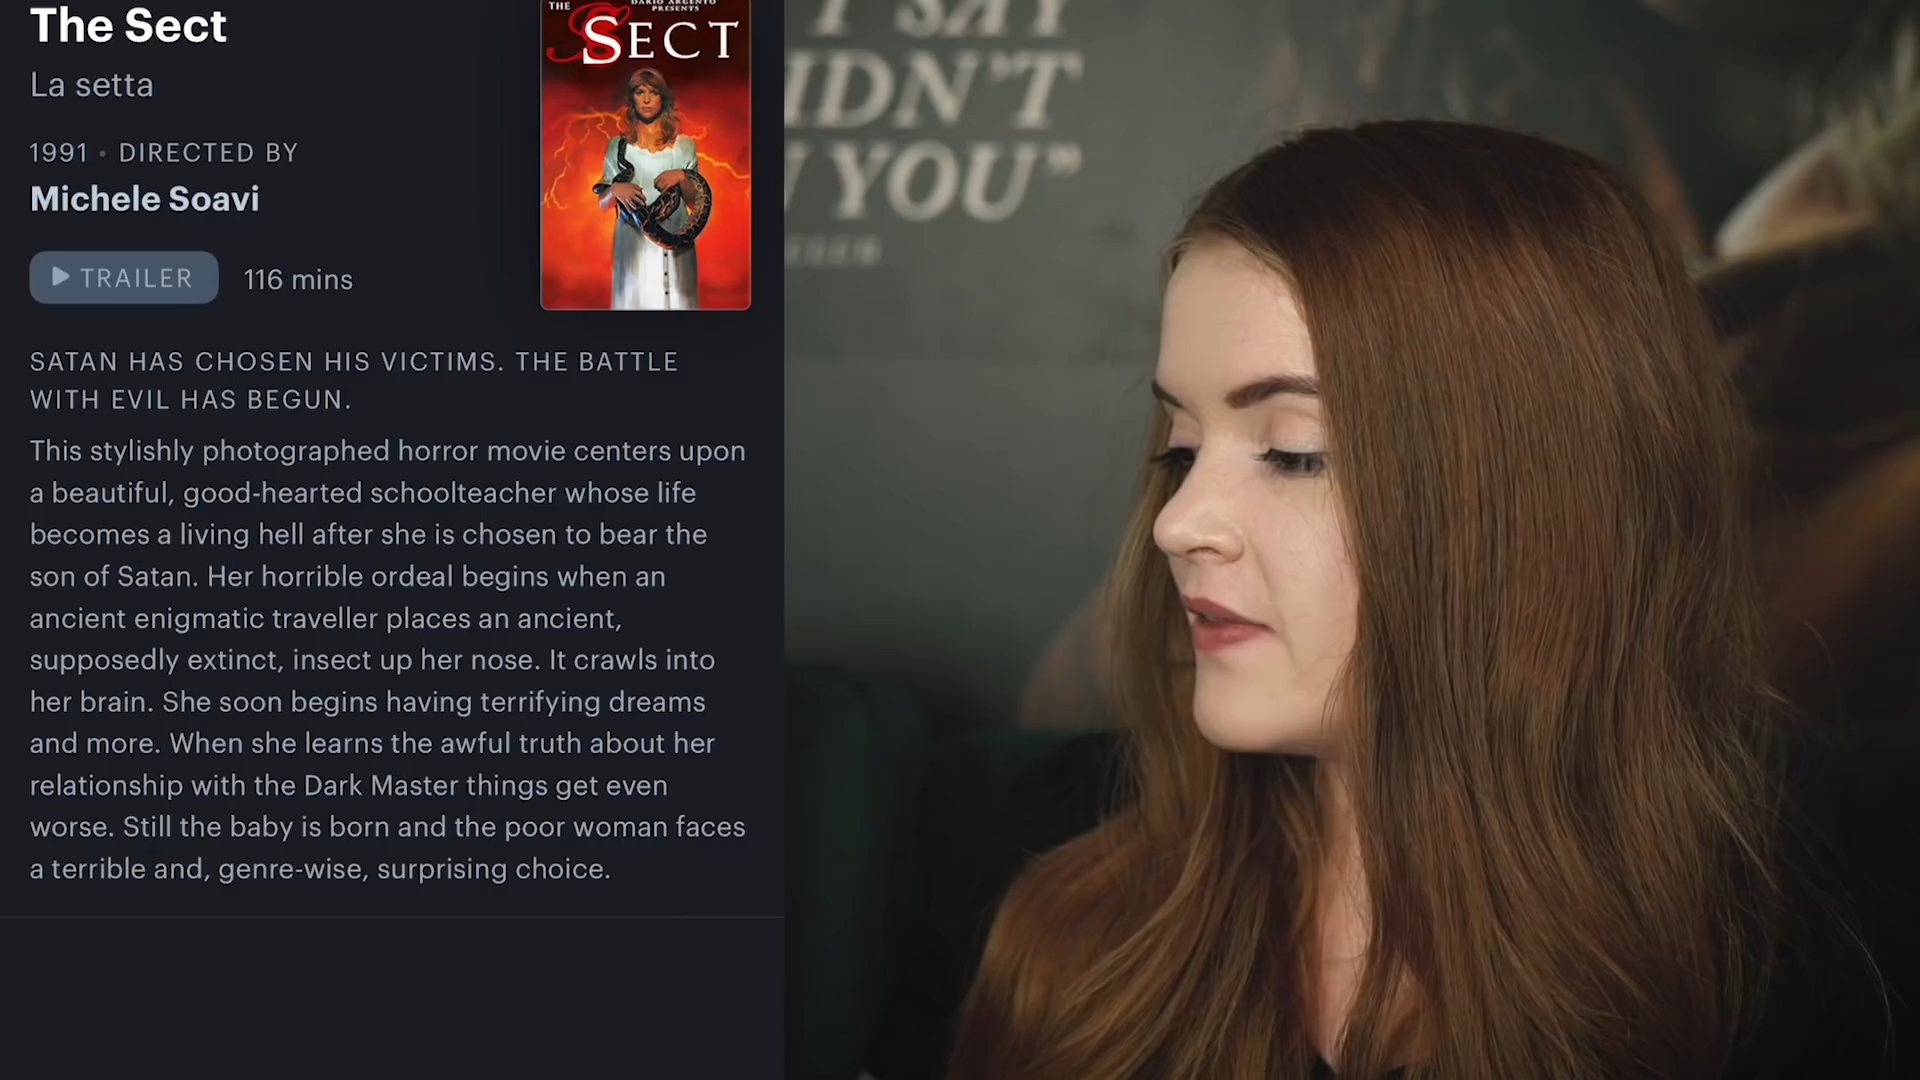 The Sect
La setta
1991 • DIRECTED BY
Michele Soavi
TRAILER 116 mins
SATAN HAS CHOSEN HIS VICTIMS. THE BATTLE
WITH EVIL HAS BEGUN.
This stylishly photographed horror movie centers upon
a beautiful, good-hearted schoolteacher whose life
becomes a living hell after she is chosen to bear the
son of Satan. Her horrible ordeal begins when an
ancient enigmatic traveller places an ancient,
supposedly extinct, insect up her nose. It crawls into
her brain. She soon begins having terrifying dreams
and more. When she learns the awful truth about her
relationship with the Dark Master things get even
worse. Still the baby is born and the poor woman faces
a terrible and, genre-wise, surprising choice.
DARIO ARGENTO
PRESENTS
THE
SECT
SAY
YOU”